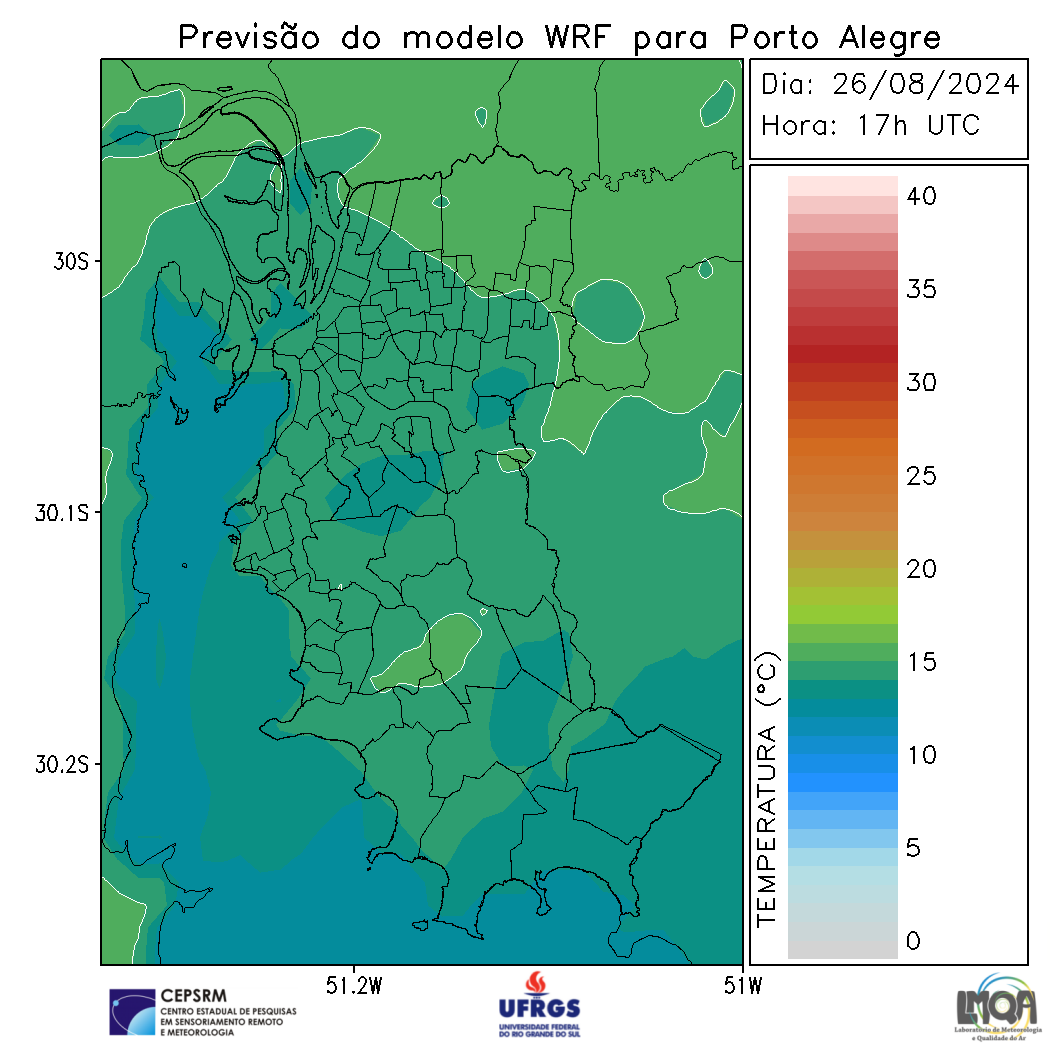 Previsão do modelo WRF para Porto Alegre
Dia: 26/08/2024
Hora: 17h UTC
30S
30.1S
30.2S
51.2W
51W
40
35
30
25
20
15
10
5
0
TEMPERATURA (°C)
CEPSRM
CENTRO ESTADUAL DE PESQUISAS
EM SENSORIAMENTO REMOTO
E METEOROLOGIA
UFRGS
UNIVERSIDADE FEDERAL
DO RIO GRANDE DO SUL
LMQA
Laboratório de Meteorologia
e Qualidade do Ar